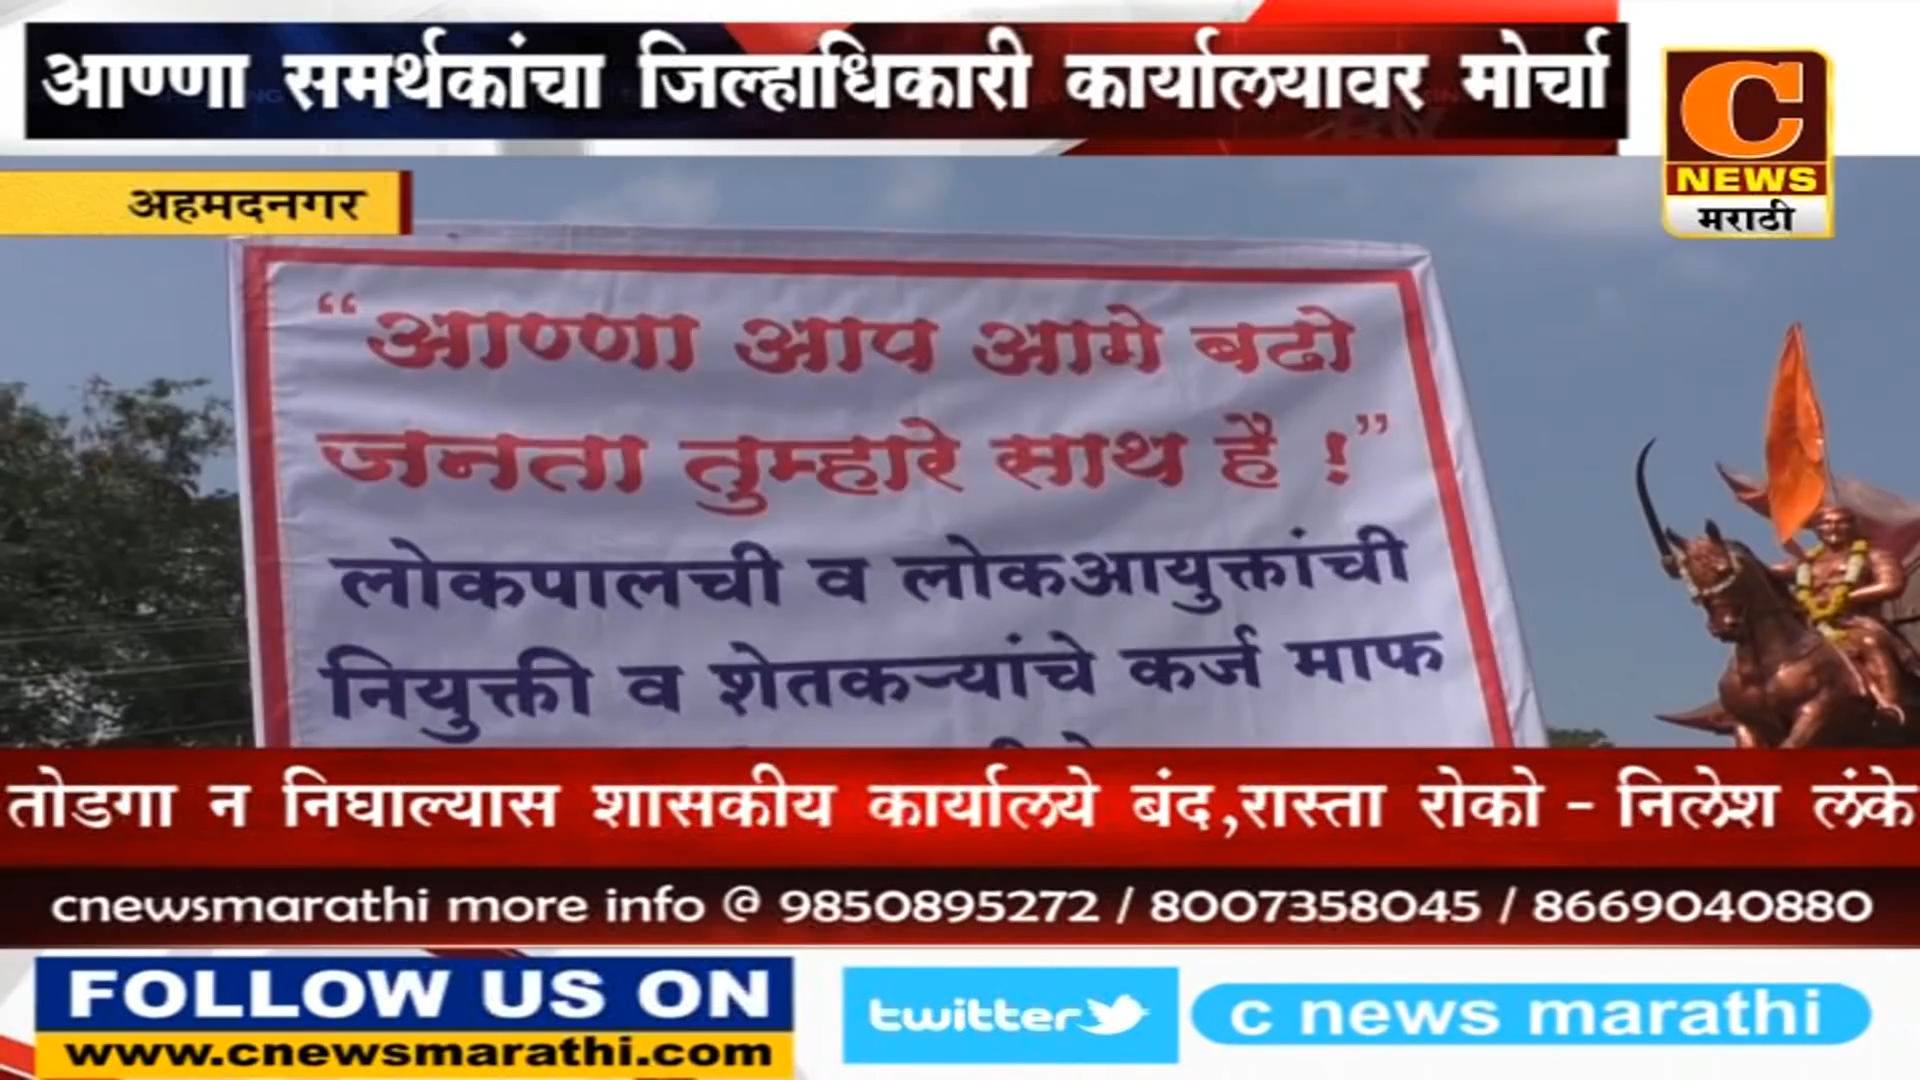 आण्णा समर्थकांचा जिल्हाधिकारी कार्यालयावर मोर्चा
C
NEWS
मराठी
अहमदनगर
“आण्णा आप आगे बढो
जनता तुम्हारे साथ है !”
लोकपालची व लोकआयुक्तांची
नियुक्ती व शेतकऱ्यांचे कर्ज माफ
तोडगा न निघाल्यास शासकीय कार्यालये बंद,रास्ता रोको - निलेश लंके
cnewsmarathi more info @ 9850895272 / 8007358045 / 8669040880
FOLLOW US ON
www.cnewsmarathi.com
twitter
c news marathi